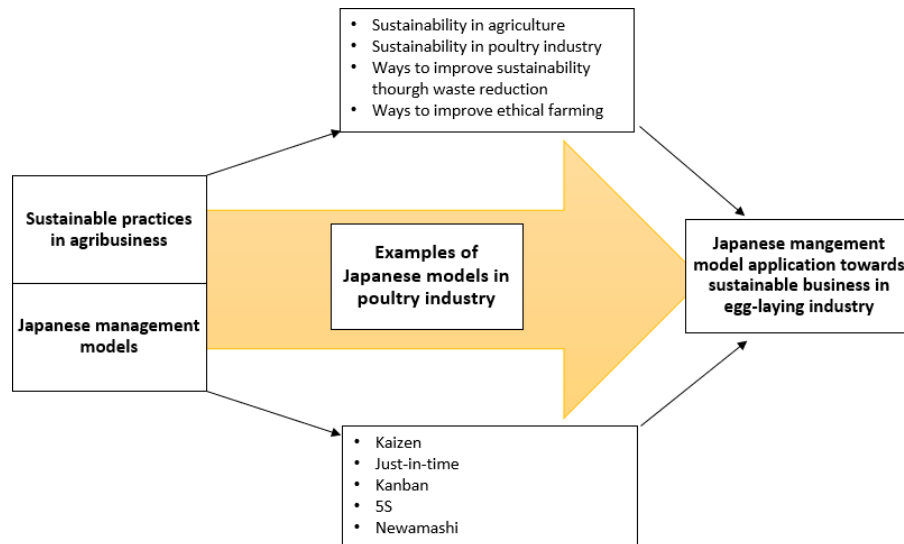 • Sustainability in agriculture
• Sustainability in poultry industry
• Ways to improve sustainability
thourgh waste reduction
• Ways to improve ethical farming
Sustainable practices
in agribusiness
Japanese management
models
Examples of
Japanese models in
poultry industry
Japanese mangement
model application towards
sustainable business in
egg-laying industry
• Kaizen
• Just-in-time
• Kanban
• 5S
• Newamashi